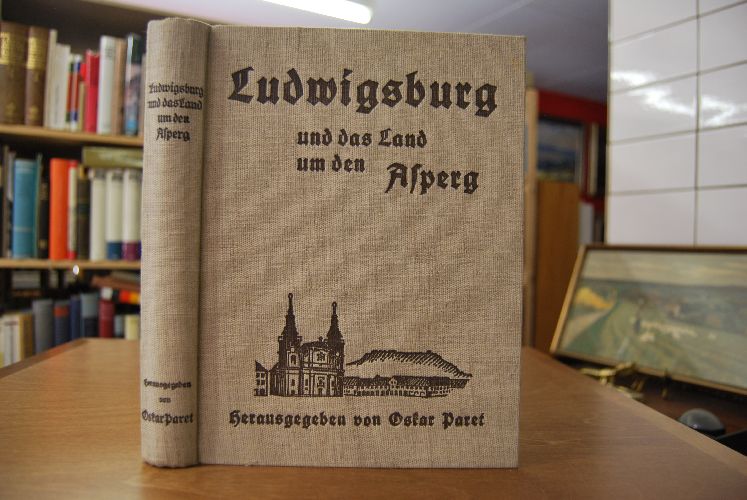 Ludwigsburg
und das Land
um den
Aſperg
Herausgegeben
von
Oskar Paret
Ludwigsburg
und das Land
um den Aſperg
Herausgegeben von Oskar Paret